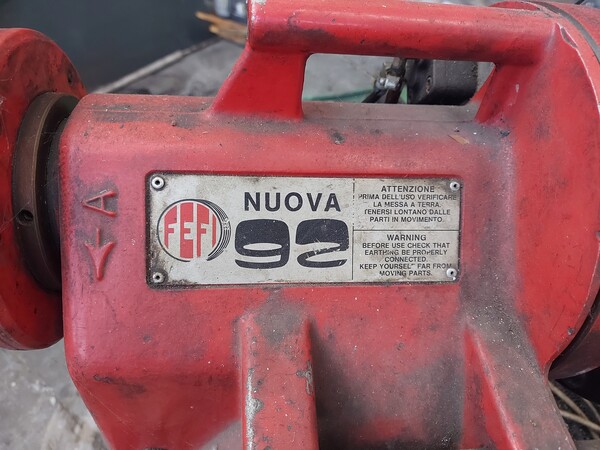 A
FEFI
NUOVA
92
ATTENZIONE
PRIMA DELL'USO VERIFICARE
LA MESSA A TERRA.
TENERSI LONTANO DALLE
PARTI IN MOVIMENTO.
WARNING
BEFORE USE CHECK THAT
EARTHING BE PROPERLY
CONNECTED.
KEEP YOURSELF FAR FROM
MOVING PARTS.